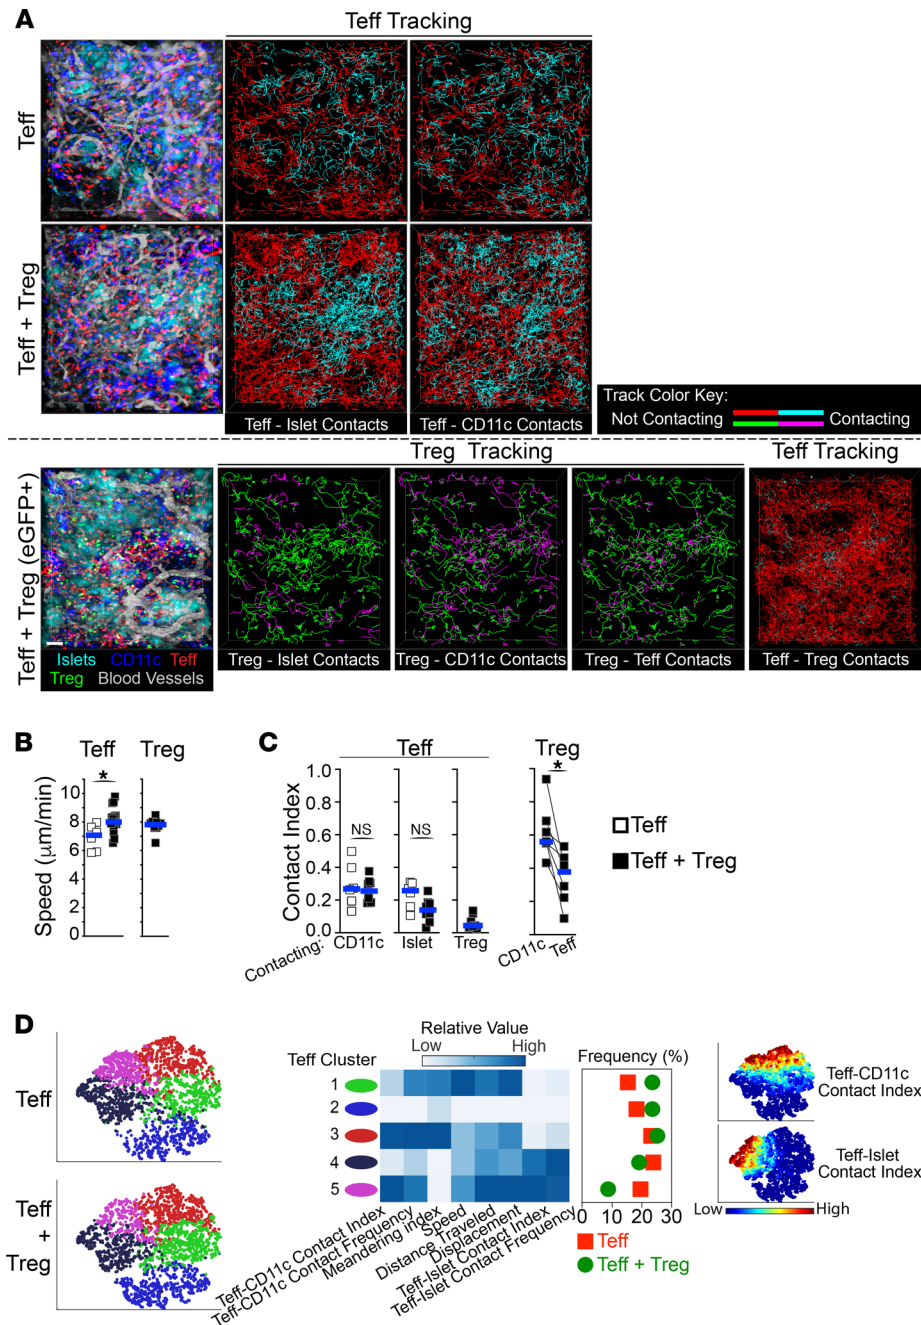 A
Teff Tracking
Teff
Teff + Treg
Teff - Islet Contacts
Teff - CD11c Contacts
Track Color Key:
Not Contacting
Contacting
Treg Tracking
Teff Tracking
Teff + Treg (eGFP+)
Islets CD11c Teff
Treg Blood Vessels
Treg - Islet Contacts
Treg - CD11c Contacts
Treg - Teff Contacts
Teff - Treg Contacts
B
Teff Treg
*
Speed (μm/min)
10
8
6
4
2
0
C
Teff
Treg
*
Contact Index
1.0
0.8
0.6
0.4
0.2
0.0
NS
NS
Contacting:
CD11c
Islet
Treg
CD11c
Teff
Teff
Teff + Treg
D
Teff
Teff
+
Treg
Relative Value
Low
High
Teff Cluster
1
2
3
4
5
Teff-CD11c Contact Index
Teff-CD11c Contact Frequency
Meandering Index
Speed
Distance Traveled
Displacement
Teff-Islet Contact Index
Teff-Islet Contact Frequency
Frequency (%)
0
10
20
30
Teff
Teff + Treg
Teff-CD11c
Contact Index
Teff-Islet
Contact Index
Low
High